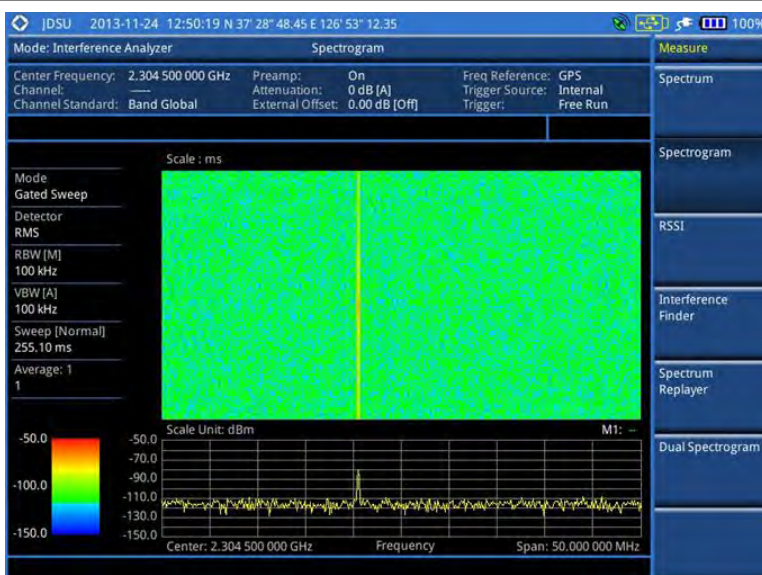 JDSU 2013-11-24 12:50:19 N 37' 28" 48.45 E 126' 53" 12.35 100%
Mode: Interference Analyzer Spectrogram
Measure
Center Frequency: 2.304 500 000 GHz Preamp: On Freq Reference: GPS
Channel: ---- Attenuation: 0 dB [A] Trigger Source: Internal
Channel Standard: Band Global External Offset: 0.00 dB [Off] Trigger: Free Run
Spectrum
Spectrogram
RSSI
Interference
Finder
Spectrum
Replayer
Dual Spectrogram
Scale : ms
Mode
Gated Sweep
Detector
RMS
RBW [M]
100 kHz
VBW [A]
100 kHz
Sweep [Normal]
255.10 ms
Average: 1
1
Scale Unit: dBm M1: --
-50.0
-100.0
-150.0
-50.0
-70.0
-90.0
-110.0
-130.0
-150.0
Center: 2.304 500 000 GHz Frequency Span: 50.000 000 MHz